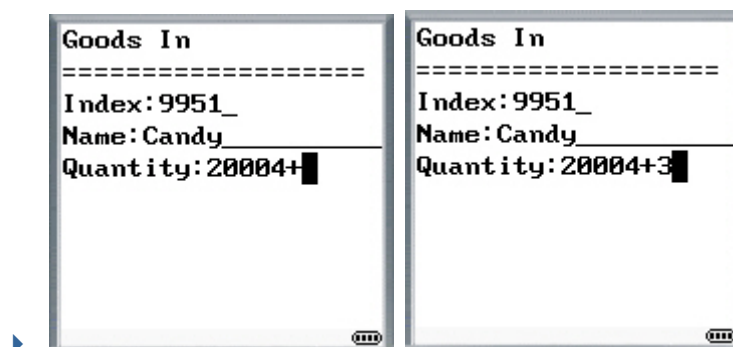 Goods In
===================
Index:9951_
Name:Candy__________
Quantity:20004+
Goods In
===================
Index:9951_
Name:Candy__________
Quantity:20004+3